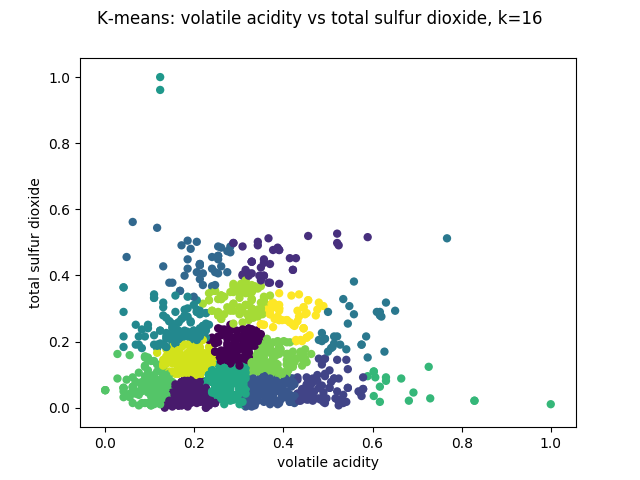 K-means: volatile acidity vs total sulfur dioxide, k=16
1.0
0.8
0.6
0.4
0.2
0.0
total sulfur dioxide
0.0 0.2 0.4 0.6 0.8 1.0
volatile acidity